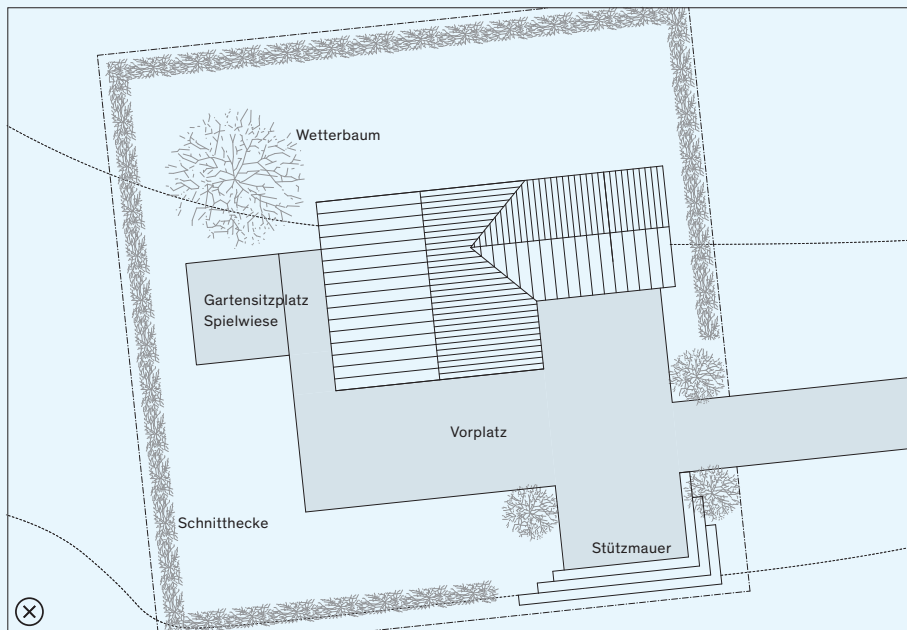 Wetterbaum
Gartensitzplatz
Spielwiese
Vorplatz
Schnitthecke
Stützmauer